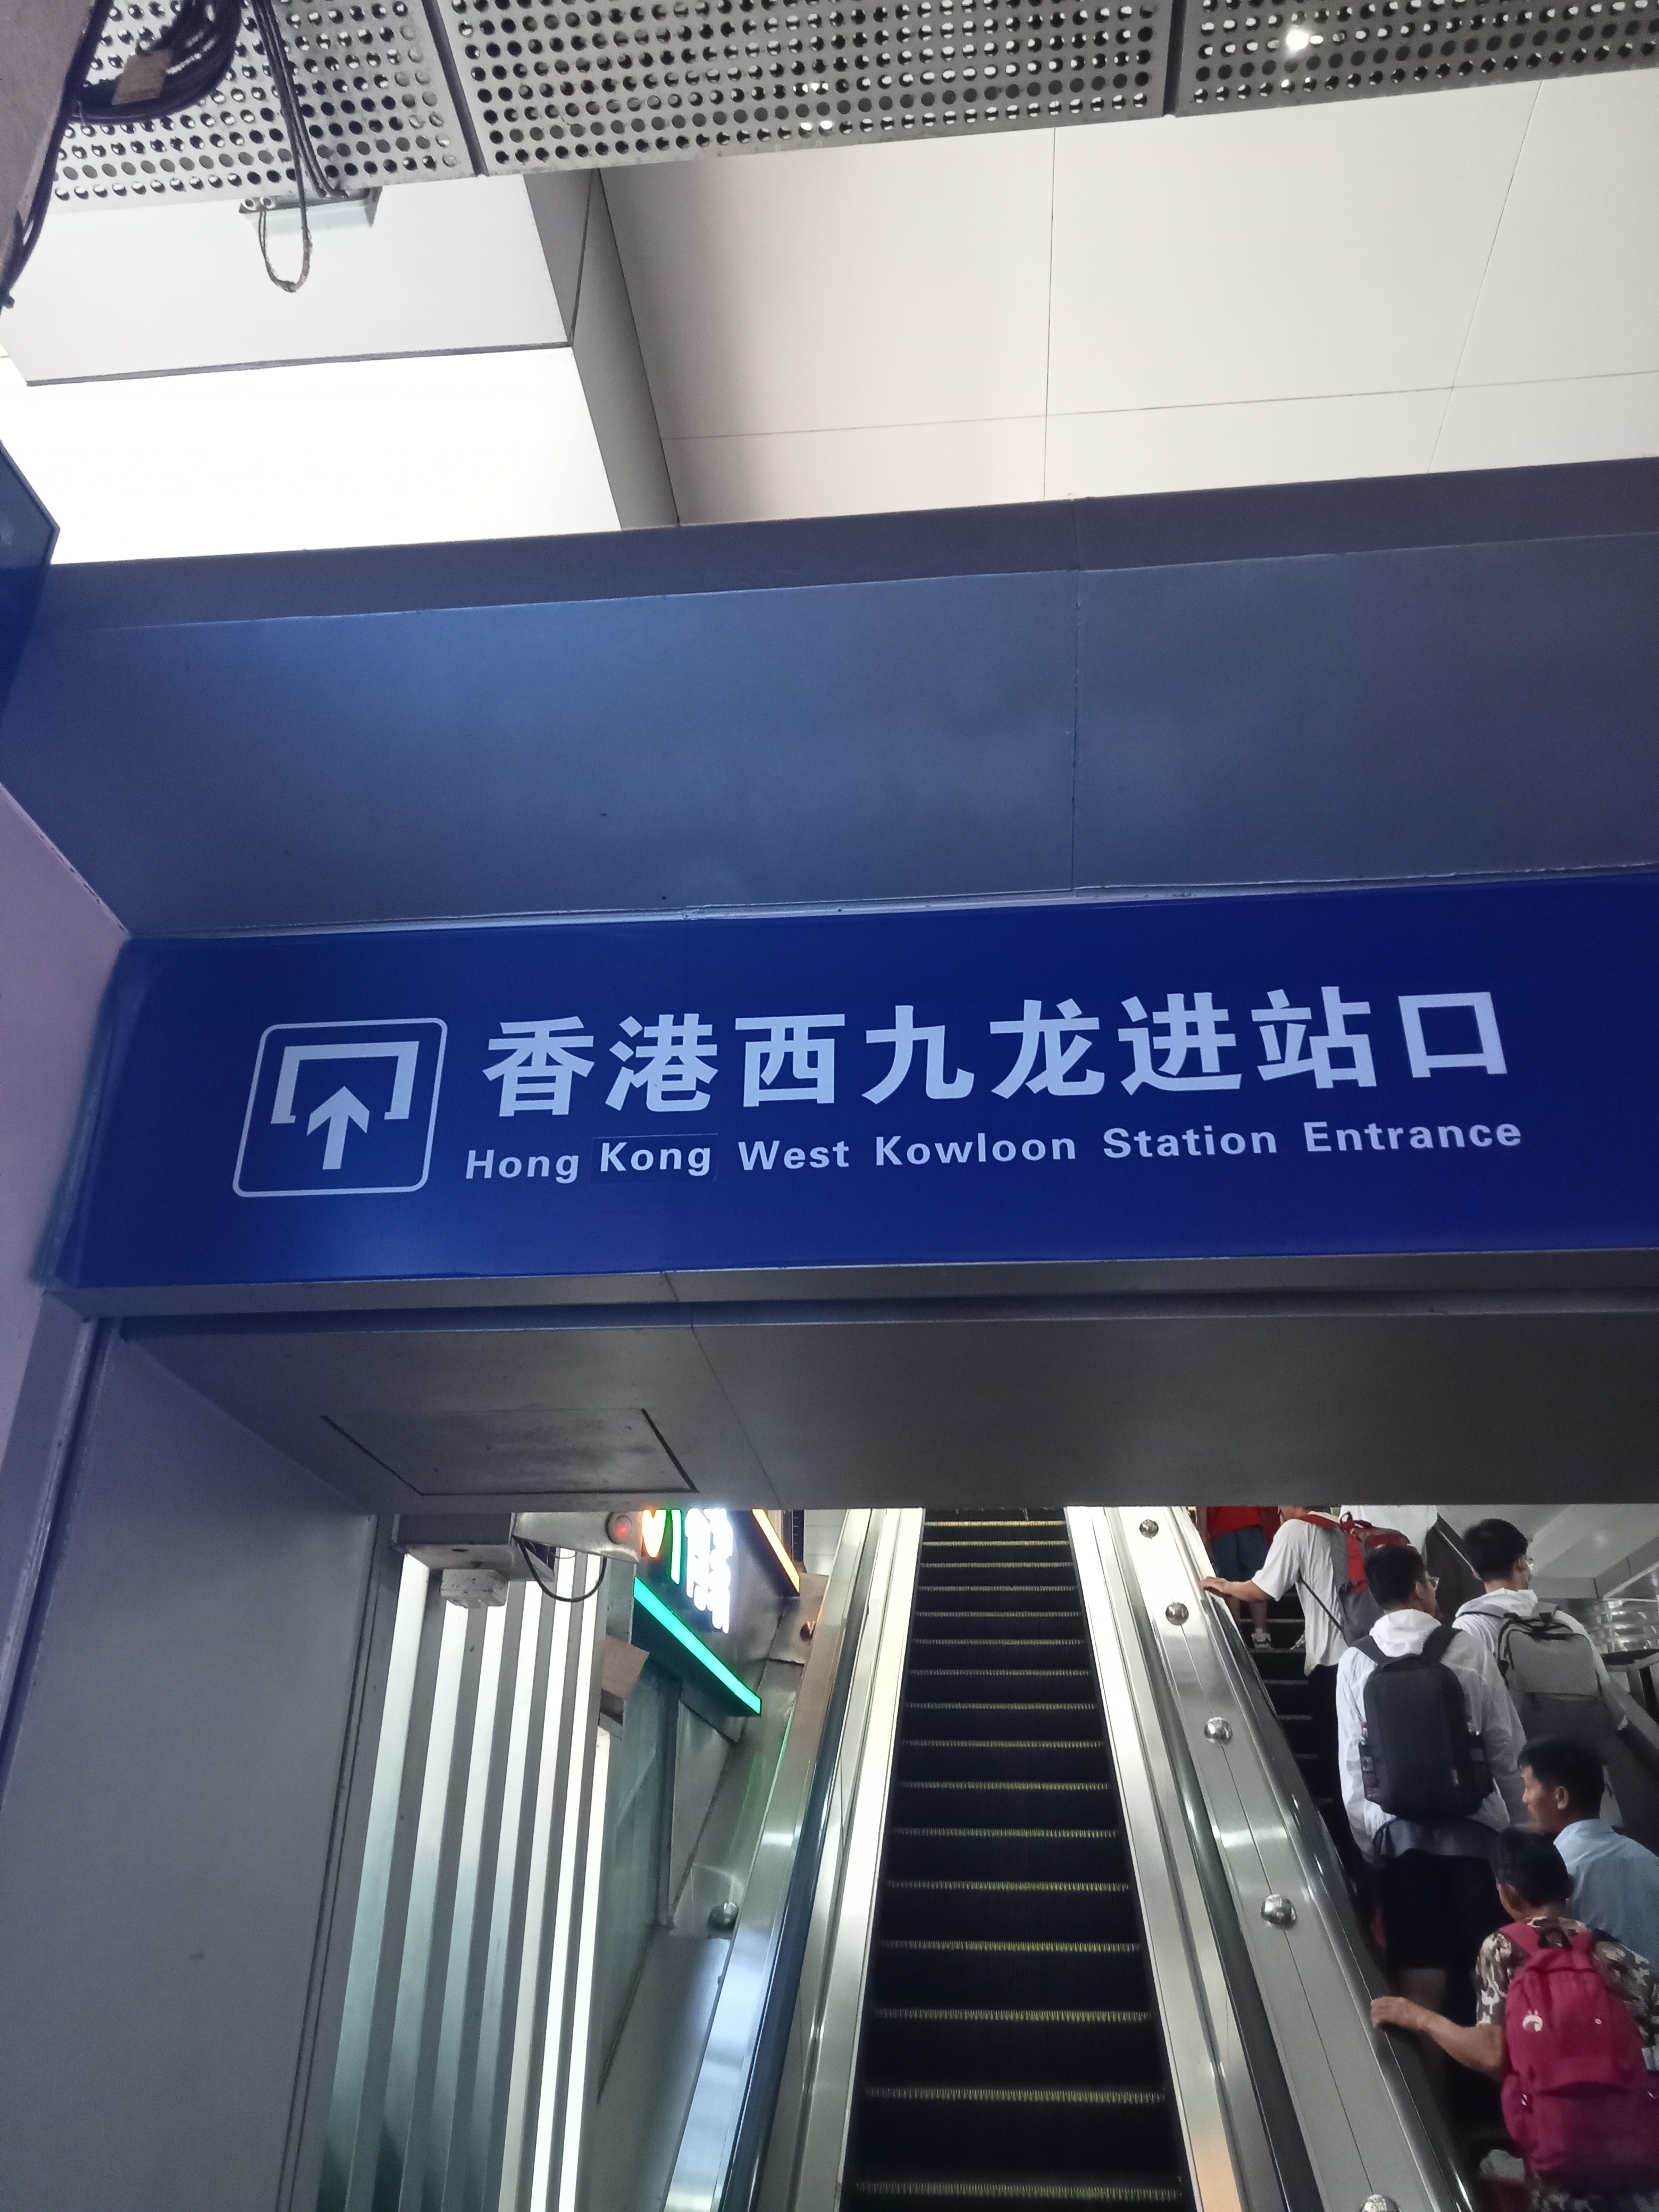 香港西九龙进站口
Hong Kong West Kowloon Station Entrance